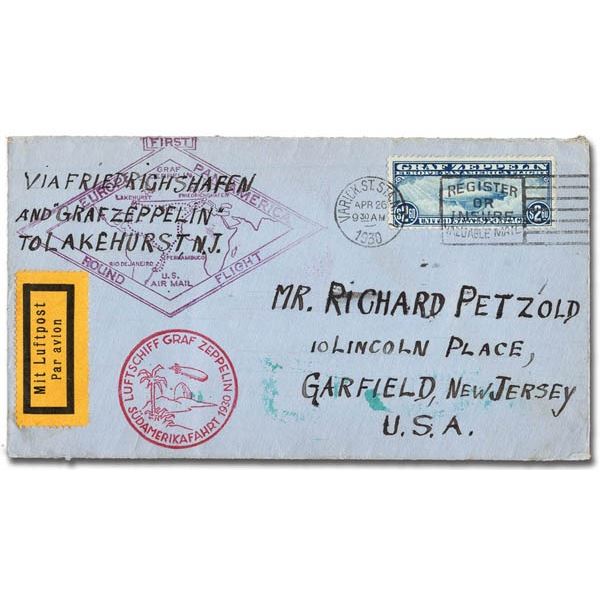 FIRST
EUROPE PAN-AMERICA
GRAF
ZEPPELIN
LAKEHURST
FRIEDRICHSHAFEN
SEVILLE
PERNAMBUCO
RIO DE JANEIRO
U.S.
AIR MAIL
ROUND FLIGHT
VIA FRIEDRICHSHAFEN
AND "GRAF ZEPPELIN"
TO LAKEHURST, N.J.
VARICK ST. STA.
APR 26
9 30 AM
1930
GRAF ZEPPELIN
EUROPE PAN AMERICA FLIGHT
$2.60
UNITED STATES POSTAGE
REGISTER
OR
INSURE
VALUABLE MAIL
Mit Luftpost
Par avion
LUFTSCHIFF GRAF ZEPPELIN
SÜDAMERIKAFAHRT 1930
MR. RICHARD PETZOLD
10 LINCOLN PLACE,
GARFIELD, NEW JERSEY
U.S.A.